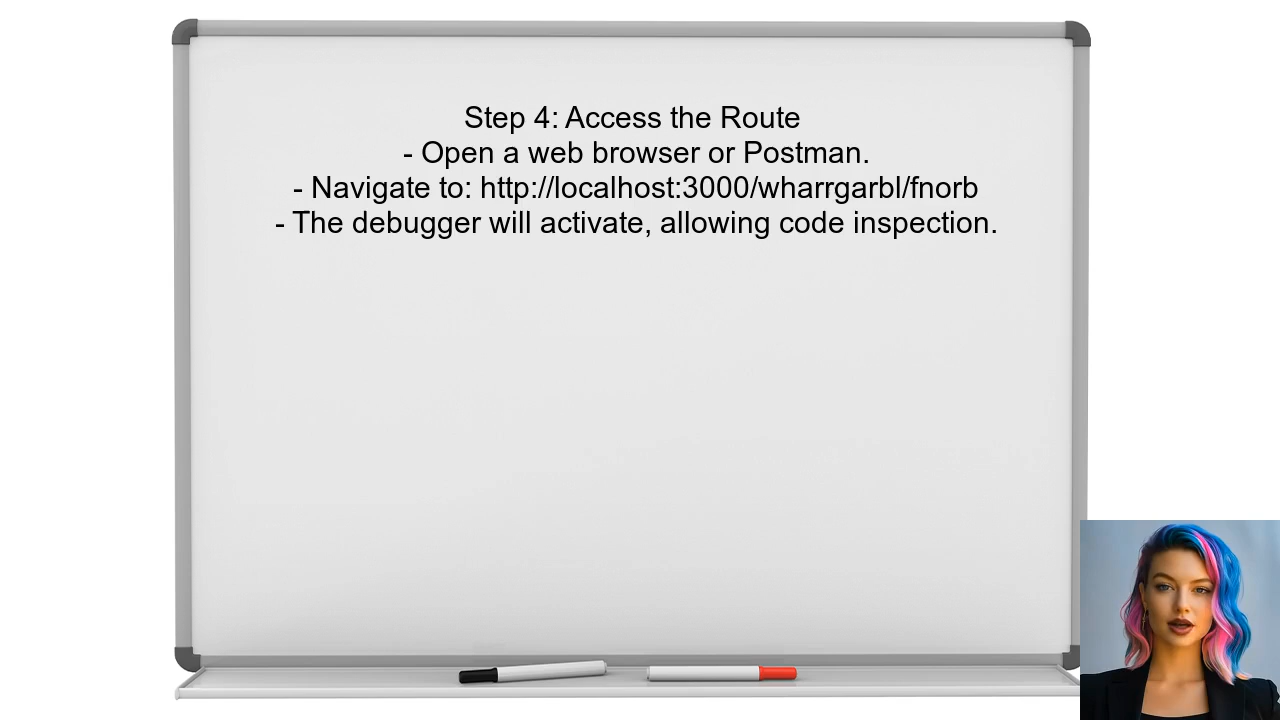 Step 4: Access the Route
- Open a web browser or Postman.
- Navigate to: http://localhost:3000/wharrgarbl/fnorb
- The debugger will activate, allowing code inspection.